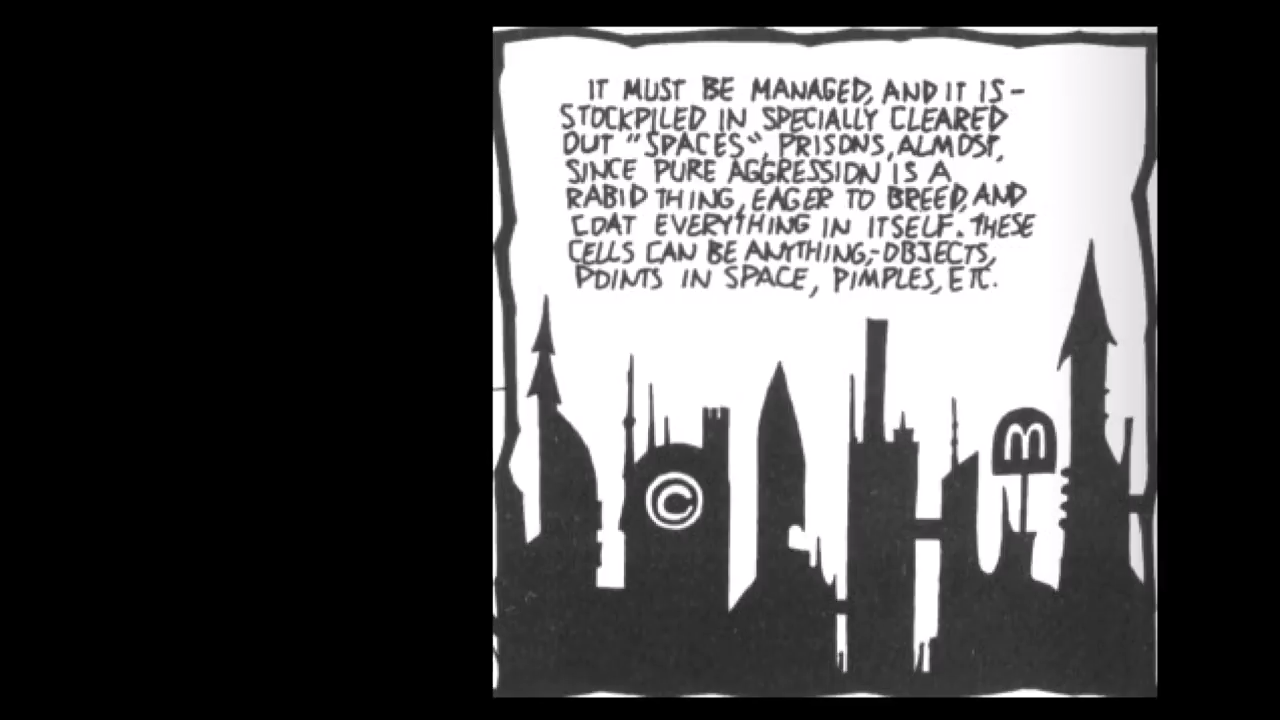 IT MUST BE MANAGED, AND IT IS -
STOCKPILED IN SPECIALLY CLEARED
OUT "SPACES", PRISONS, ALMOST,
SINCE PURE AGGRESSION IS A
RABID THING, EAGER TO BREED, AND
COAT EVERYTHING IN ITSELF. THESE
CELLS CAN BE ANYTHING,-OBJECTS,
POINTS IN SPACE, PIMPLES, ETC.
m
©